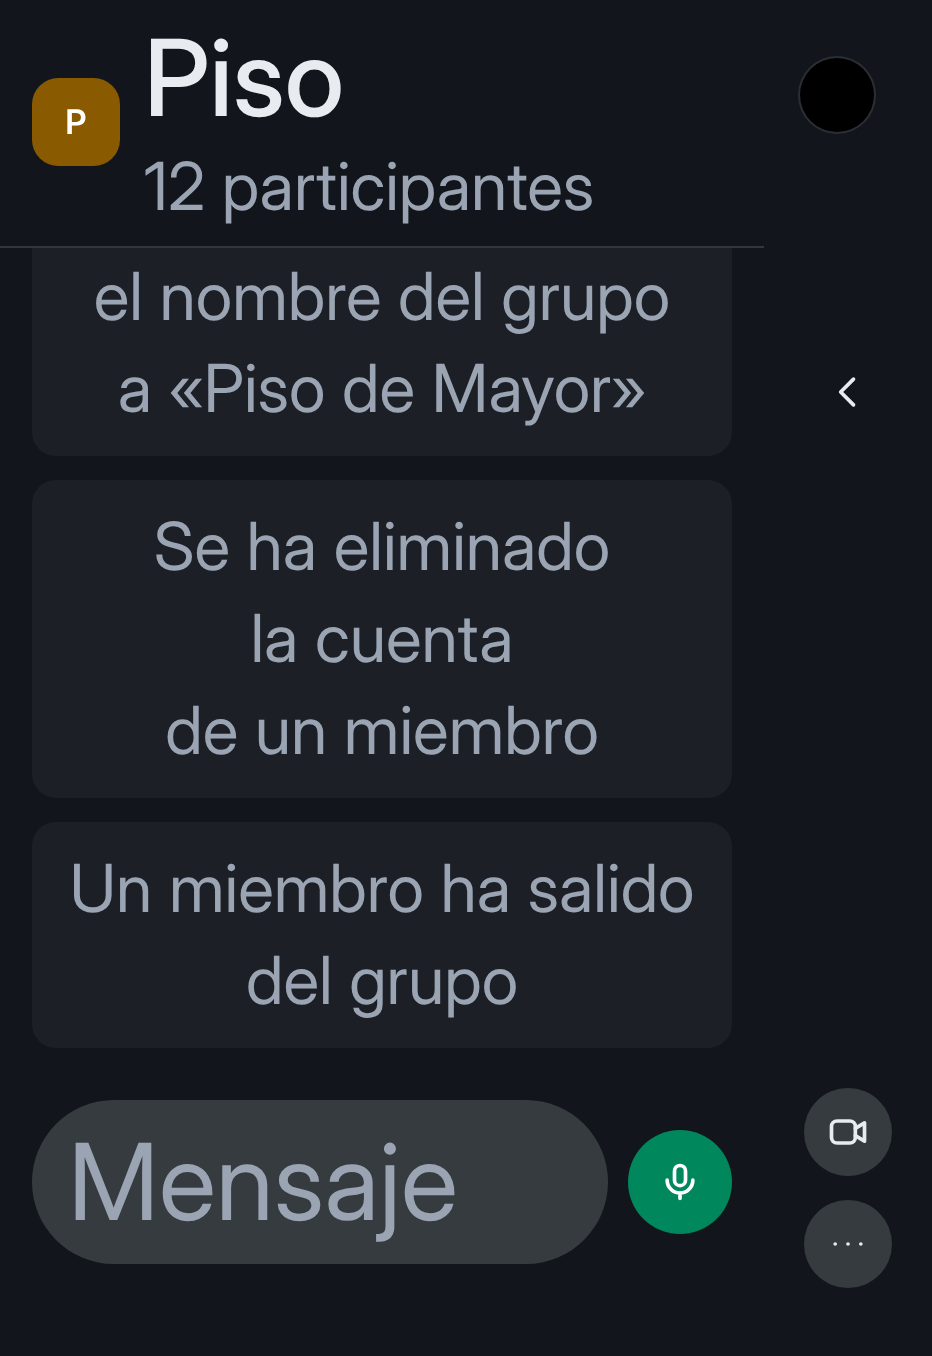 P
Piso
12 participantes
el nombre del grupo
a «Piso de Mayor»
Se ha eliminado
la cuenta
de un miembro
Un miembro ha salido
del grupo
Mensaje